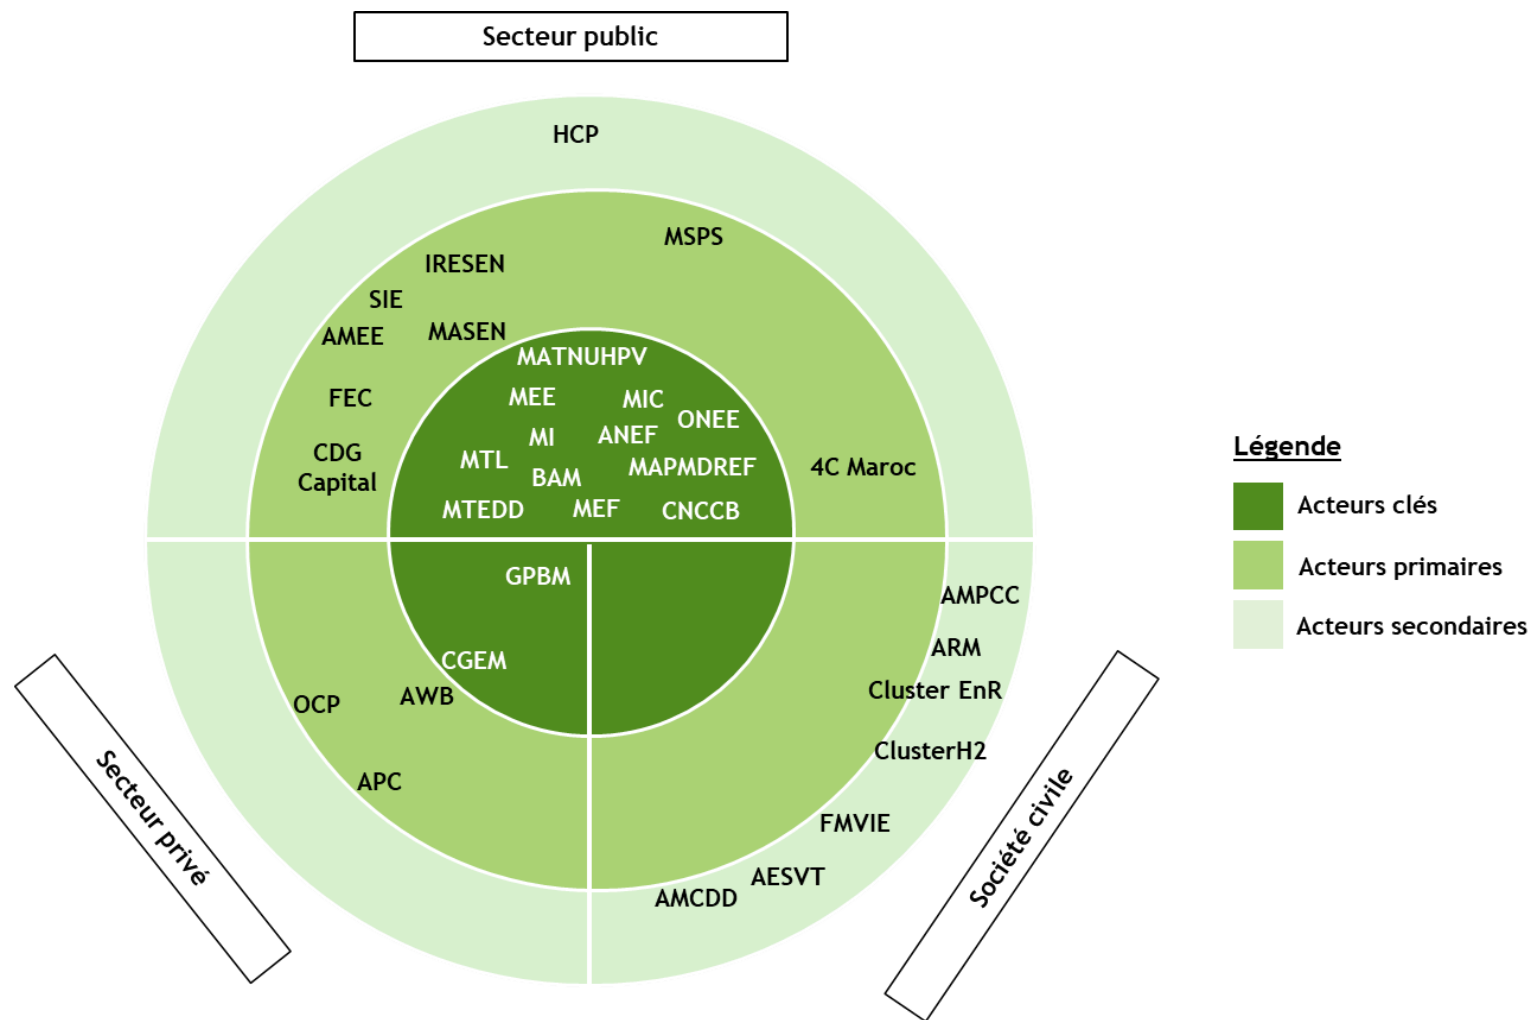 Secteur public
HCP
MSPS
IRESEN
SIE
AMEE
MASEN
FEC
CDG
Capital
4C Maroc
MATNUHPV
MEE
MIC
ONEE
MI
ANEF
MTL
BAM
MAPMDREF
MTEDD
MEF
CNCCB
GPBM
CGEM
AWB
OCP
APC
AMPCC
ARM
Cluster EnR
ClusterH2
FMVIE
AESVT
AMCDD
Secteur privé
Société civile
Légende
Acteurs clés
Acteurs primaires
Acteurs secondaires